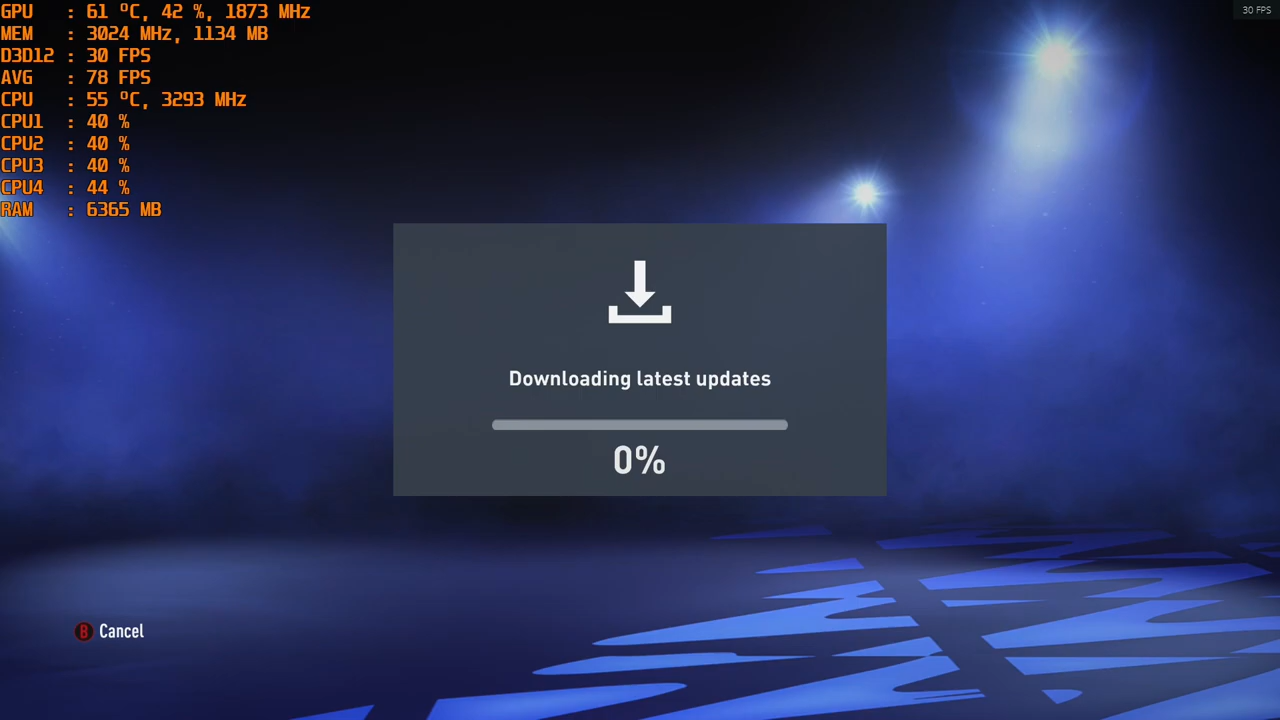 GPU : 61 ºC, 42 %, 1873 MHz
MEM : 3024 MHz, 1134 MB
D3D12 : 30 FPS
AVG : 78 FPS
CPU : 55 ºC, 3293 MHz
CPU1 : 40 %
CPU2 : 40 %
CPU3 : 40 %
CPU4 : 44 %
RAM : 6365 MB
30 FPS
Downloading latest updates
0%
B Cancel